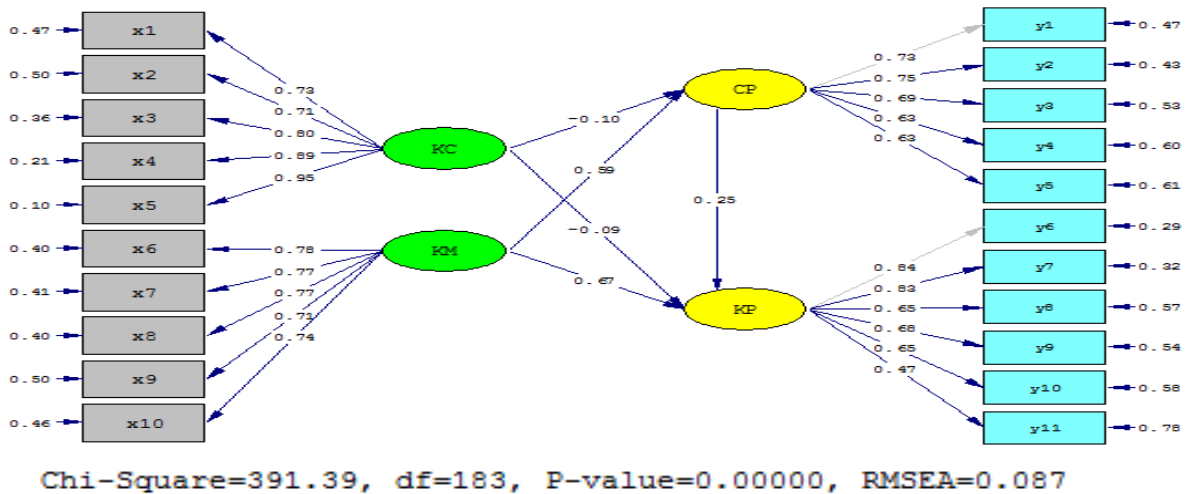 0.47 x1
0.50 x2
0.36 x3
0.21 x4
0.10 x5
0.40 x6
0.41 x7
0.40 x8
0.50 x9
0.46 x10
0.73
0.71
0.80
0.89
0.95
0.78
0.77
0.77
0.71
0.74
KC
KM
-0.10
0.59
-0.09
0.67
CP
0.25
KP
0.73
0.75
0.69
0.63
0.63
0.84
0.83
0.65
0.68
0.65
0.47
y1 0.47
y2 0.43
y3 0.53
y4 0.60
y5 0.61
y6 0.29
y7 0.32
y8 0.57
y9 0.54
y10 0.58
y11 0.78
Chi-Square=391.39, df=183, P-value=0.00000, RMSEA=0.087